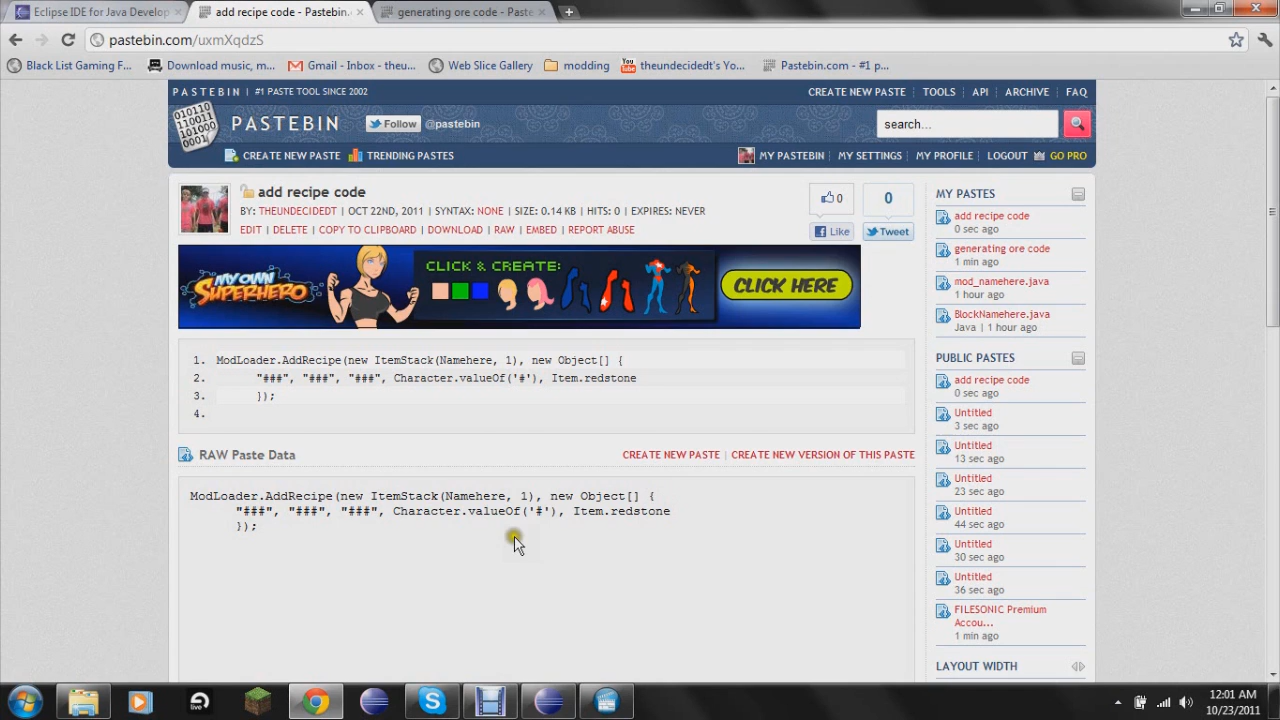 Eclipse IDE for Java Develop
add recipe code - Pastebin.
generating ore code - Paste
pastebin.com/uxmXqdzS
Black List Gaming F...
Download music, m...
Gmail - Inbox - theu...
Web Slice Gallery
modding
theundecidedt's Yo...
Pastebin.com - #1 p...
PASTEBIN | #1 PASTE TOOL SINCE 2002
CREATE NEW PASTE TOOLS API ARCHIVE FAQ
PASTEBIN
Follow @pastebin
search...
CREATE NEW PASTE TRENDING PASTES
MY PASTEBIN MY SETTINGS MY PROFILE LOGOUT GO PRO
add recipe code
BY: THEUNDECIDEDT | OCT 22ND, 2011 | SYNTAX: NONE | SIZE: 0.14 KB | HITS: 0 | EXPIRES: NEVER
EDIT | DELETE | COPY TO CLIPBOARD | DOWNLOAD | RAW | EMBED | REPORT ABUSE
0
Like
0
Tweet
MY OWN
SUPERHERO
CLICK & CREATE:
CLICK HERE
1. ModLoader.AddRecipe(new ItemStack(Namehere, 1), new Object[] {
2. "###", "###", "###", Character.valueOf('#'), Item.redstone
3. });
4.
RAW Paste Data
CREATE NEW PASTE | CREATE NEW VERSION OF THIS PASTE
ModLoader.AddRecipe(new ItemStack(Namehere, 1), new Object[] {
"###", "###", "###", Character.valueOf('#'), Item.redstone
});
MY PASTES
add recipe code
0 sec ago
generating ore code
1 min ago
mod_namehere.java
1 hour ago
BlockNamehere.java
Java | 1 hour ago
PUBLIC PASTES
add recipe code
0 sec ago
Untitled
3 sec ago
Untitled
13 sec ago
Untitled
23 sec ago
Untitled
44 sec ago
Untitled
30 sec ago
Untitled
36 sec ago
FILESONIC Premium
Accou...
1 min ago
LAYOUT WIDTH
live
12:01 AM
10/23/2011